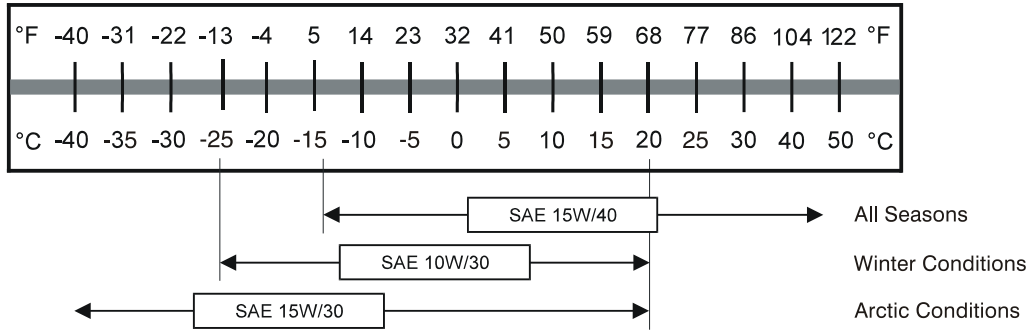 °F -40 -31 -22 -13 -4 5 14 23 32 41 50 59 68 77 86 104 122 °F
°C -40 -35 -30 -25 -20 -15 -10 -5 0 5 10 15 20 25 30 40 50 °C
SAE 15W/40 All Seasons
SAE 10W/30 Winter Conditions
SAE 15W/30 Arctic Conditions